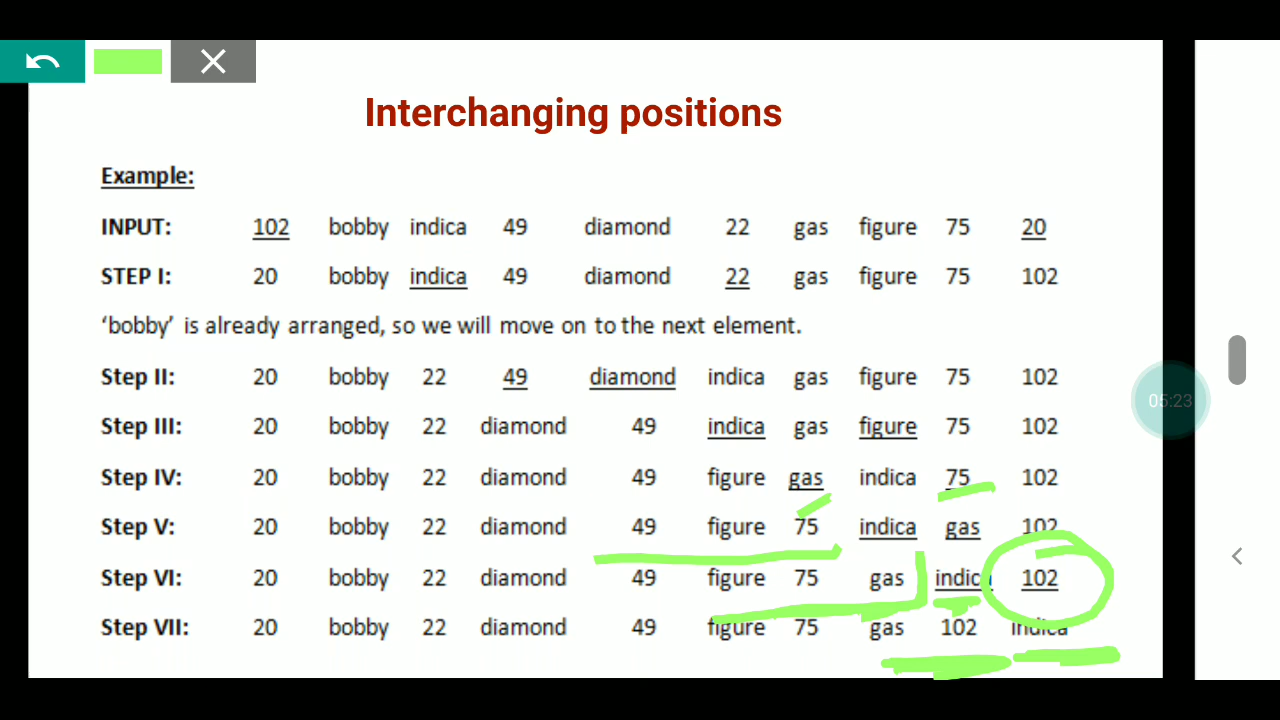 Interchanging positions
Example:
INPUT: 102 bobby indica 49 diamond 22 gas figure 75 20
STEP I: 20 bobby indica 49 diamond 22 gas figure 75 102
‘bobby’ is already arranged, so we will move on to the next element.
Step II: 20 bobby 22 49 diamond indica gas figure 75 102
Step III: 20 bobby 22 diamond 49 indica gas figure 75 102
Step IV: 20 bobby 22 diamond 49 figure gas indica 75 102
Step V: 20 bobby 22 diamond 49 figure 75 indica gas 102
Step VI: 20 bobby 22 diamond 49 figure 75 gas indica 102
Step VII: 20 bobby 22 diamond 49 figure 75 gas 102 indica
05:23